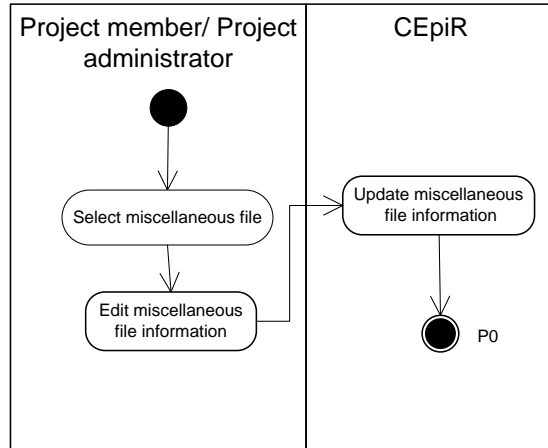 Project member/ Project
administrator
CEpiR
Select miscellaneous file
Edit miscellaneous
file information
Update miscellaneous
file information
P0